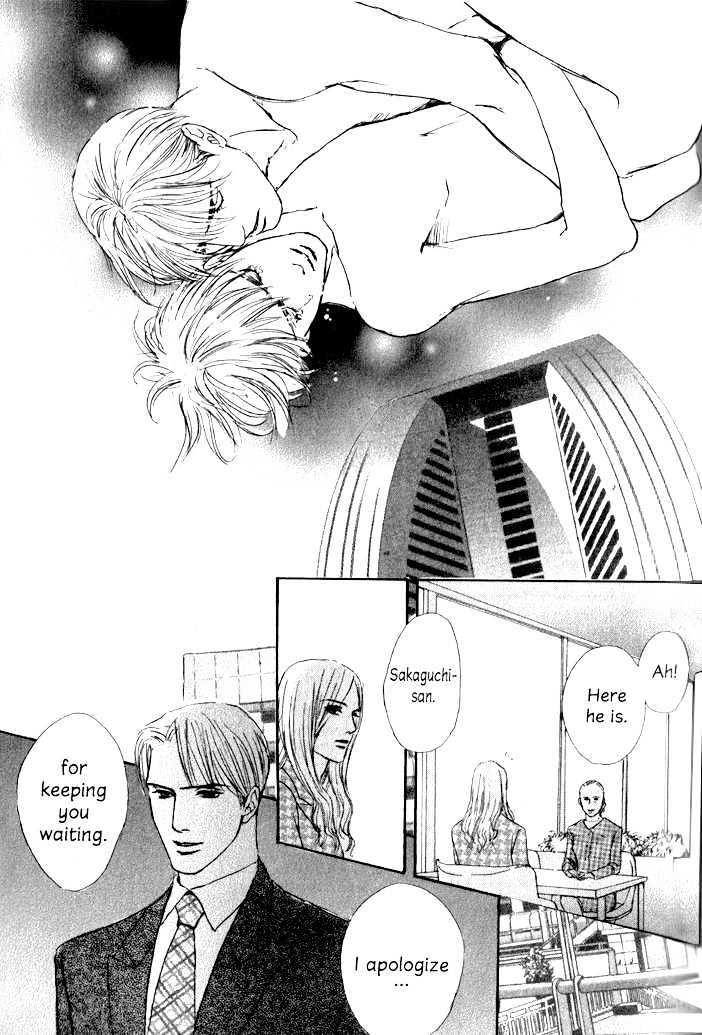 Ah!
Here
he is.
Sakaguchi-
san.
I apologize
...
for
keeping
you
waiting.